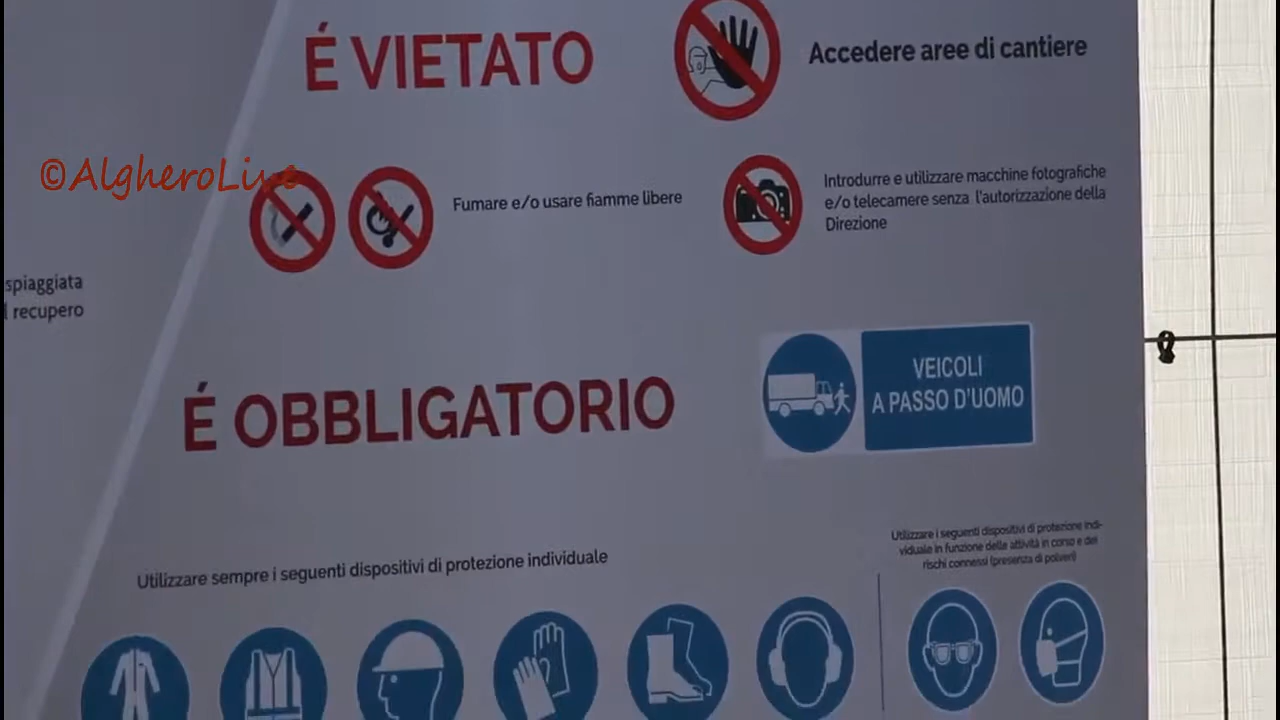 É VIETATO
Accedere aree di cantiere
©AlgheroLive
Fumare e/o usare fiamme libere
Introdurre e utilizzare macchine fotografiche
e/o telecamere senza l'autorizzazione della
Direzione
spiaggiata
l recupero
É OBBLIGATORIO
VEICOLI
A PASSO D'UOMO
Utilizzare sempre i seguenti dispositivi di protezione individuale
Utilizzare i seguenti dispositivi di protezione indi-
viduale in funzione delle attività in corso e dei
rischi connessi (presenza di polveri)